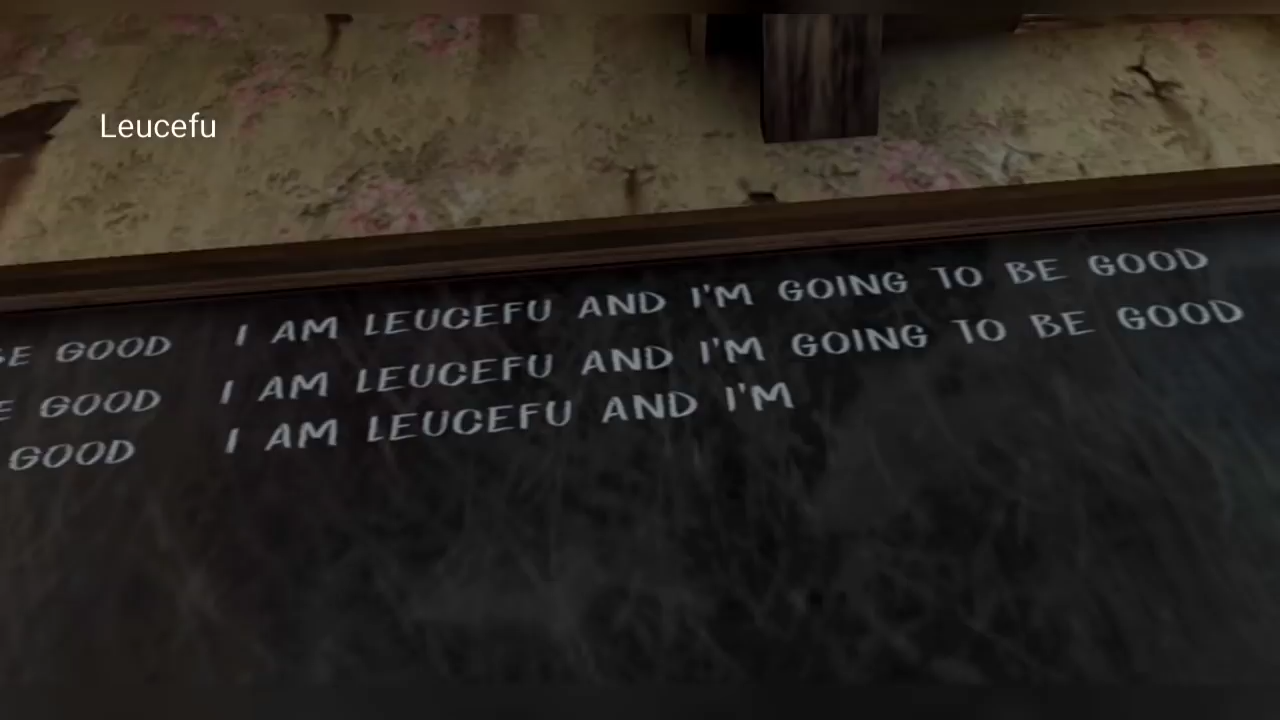 Leucefu
BE GOOD I AM LEUCEFU AND I'M GOING TO BE GOOD
E GOOD I AM LEUCEFU AND I'M GOING TO BE GOOD
GOOD I AM LEUCEFU AND I'M